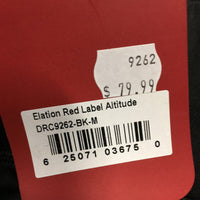 9262
$ 79.99
Elation Red Label Altitude
DRC9262-BK-M
6 25071 03675 0